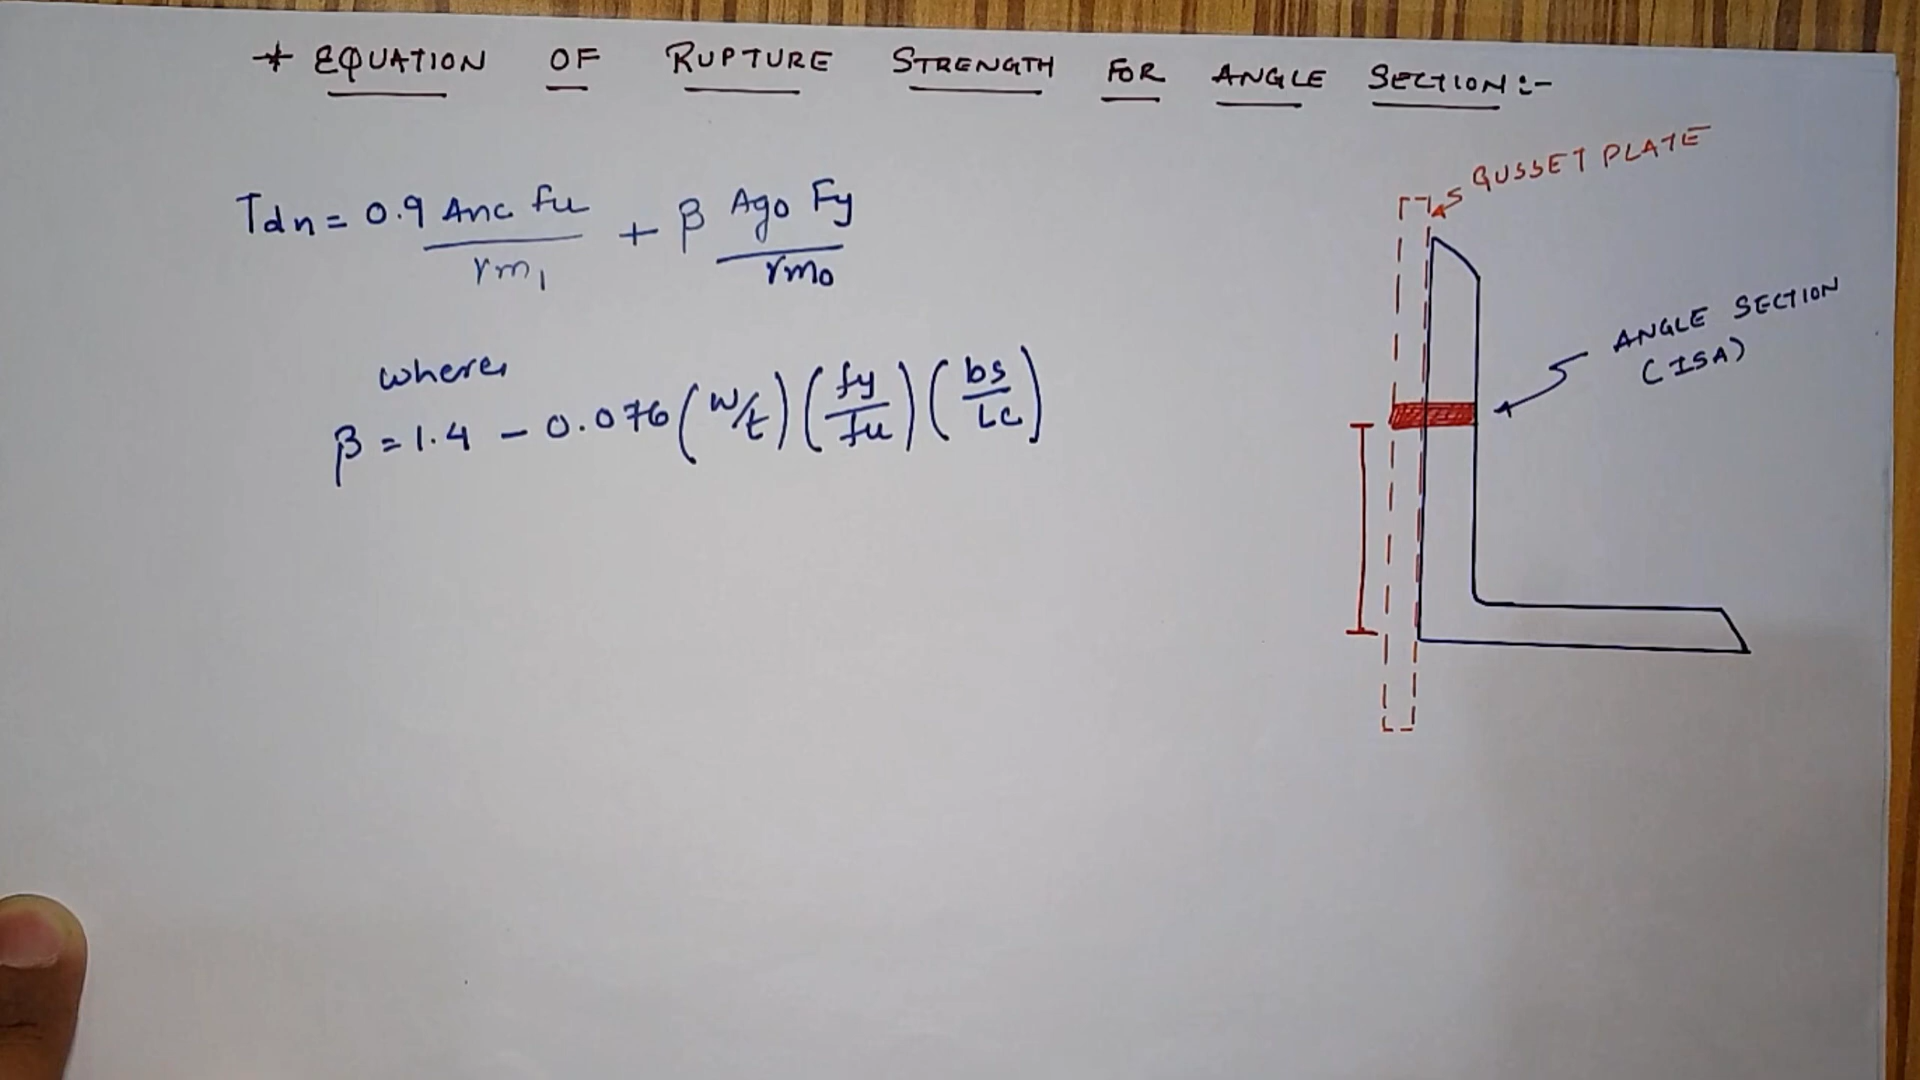 * EQUATION OF RUPTURE STRENGTH FOR ANGLE SECTION :-
GUSSET PLATE
Tdn = 0.9 Anc fu / γm1 + β Ago Fy / γm0
ANGLE SECTION
(ISA)
where,
β = 1.4 - 0.076 (w/t) (fy/fu) (bs/Lc)